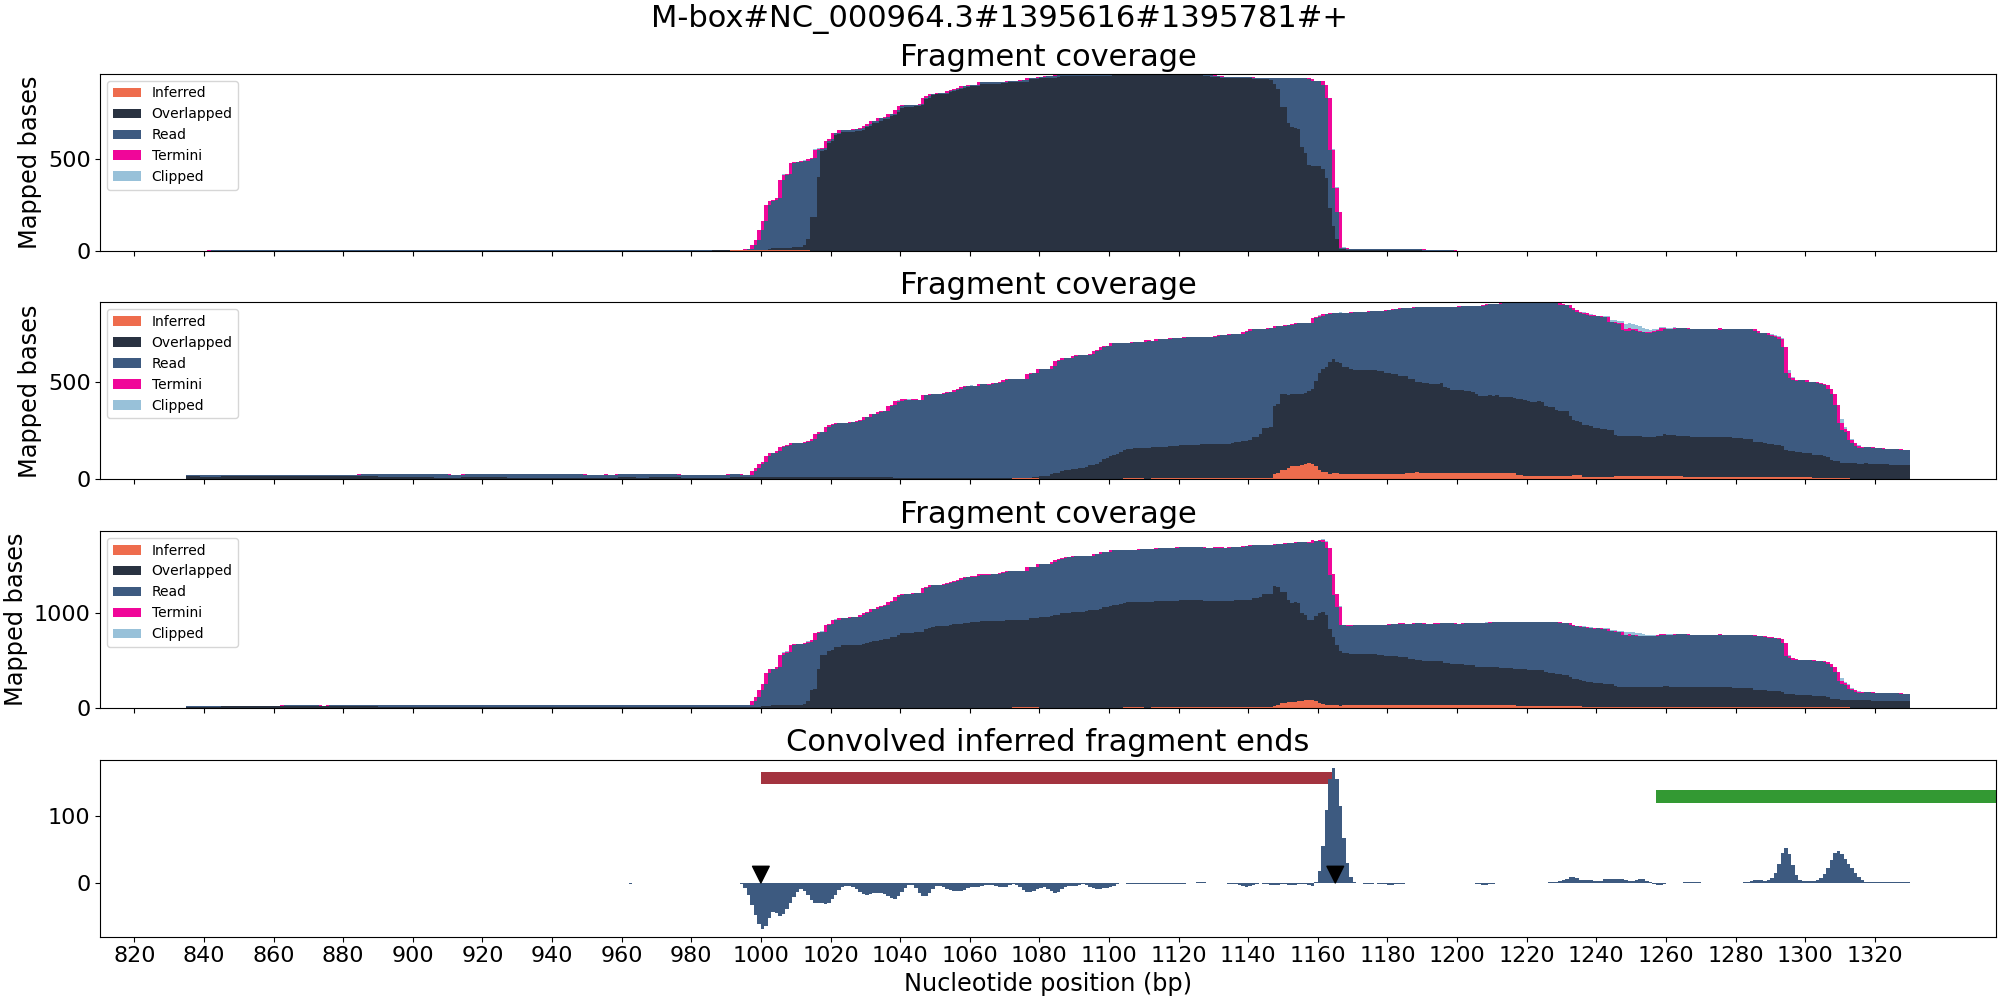 M-box#NC_000964.3#1395616#1395781#+
Fragment coverage
Mapped bases
500
0
Inferred
Overlapped
Read
Termini
Clipped
Fragment coverage
Mapped bases
500
0
Inferred
Overlapped
Read
Termini
Clipped
Fragment coverage
Mapped bases
1000
0
Inferred
Overlapped
Read
Termini
Clipped
Convolved inferred fragment ends
100
0
820 840 860 880 900 920 940 960 980 1000 1020 1040 1060 1080 1100 1120 1140 1160 1180 1200 1220 1240 1260 1280 1300 1320
Nucleotide position (bp)